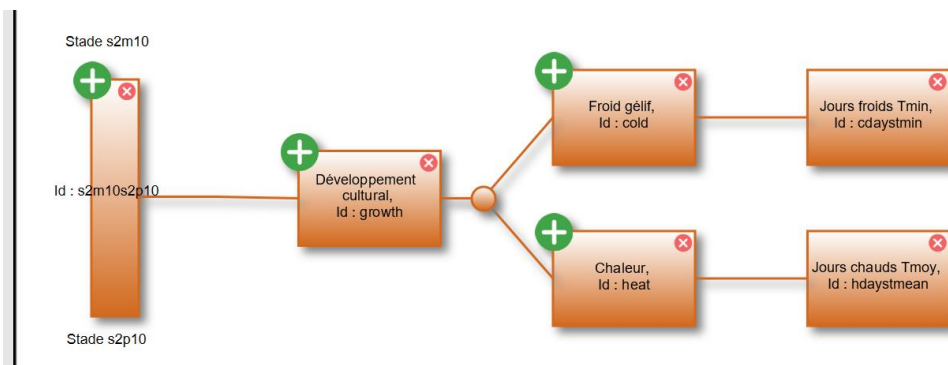 Stade s2m10
Id : s2m10s2p10
Stade s2p10
Développement
cultural,
Id : growth
Froid gélif,
Id : cold
Jours froids Tmin,
Id : cdaystmin
Chaleur,
Id : heat
Jours chauds Tmoy,
Id : hdaystmean